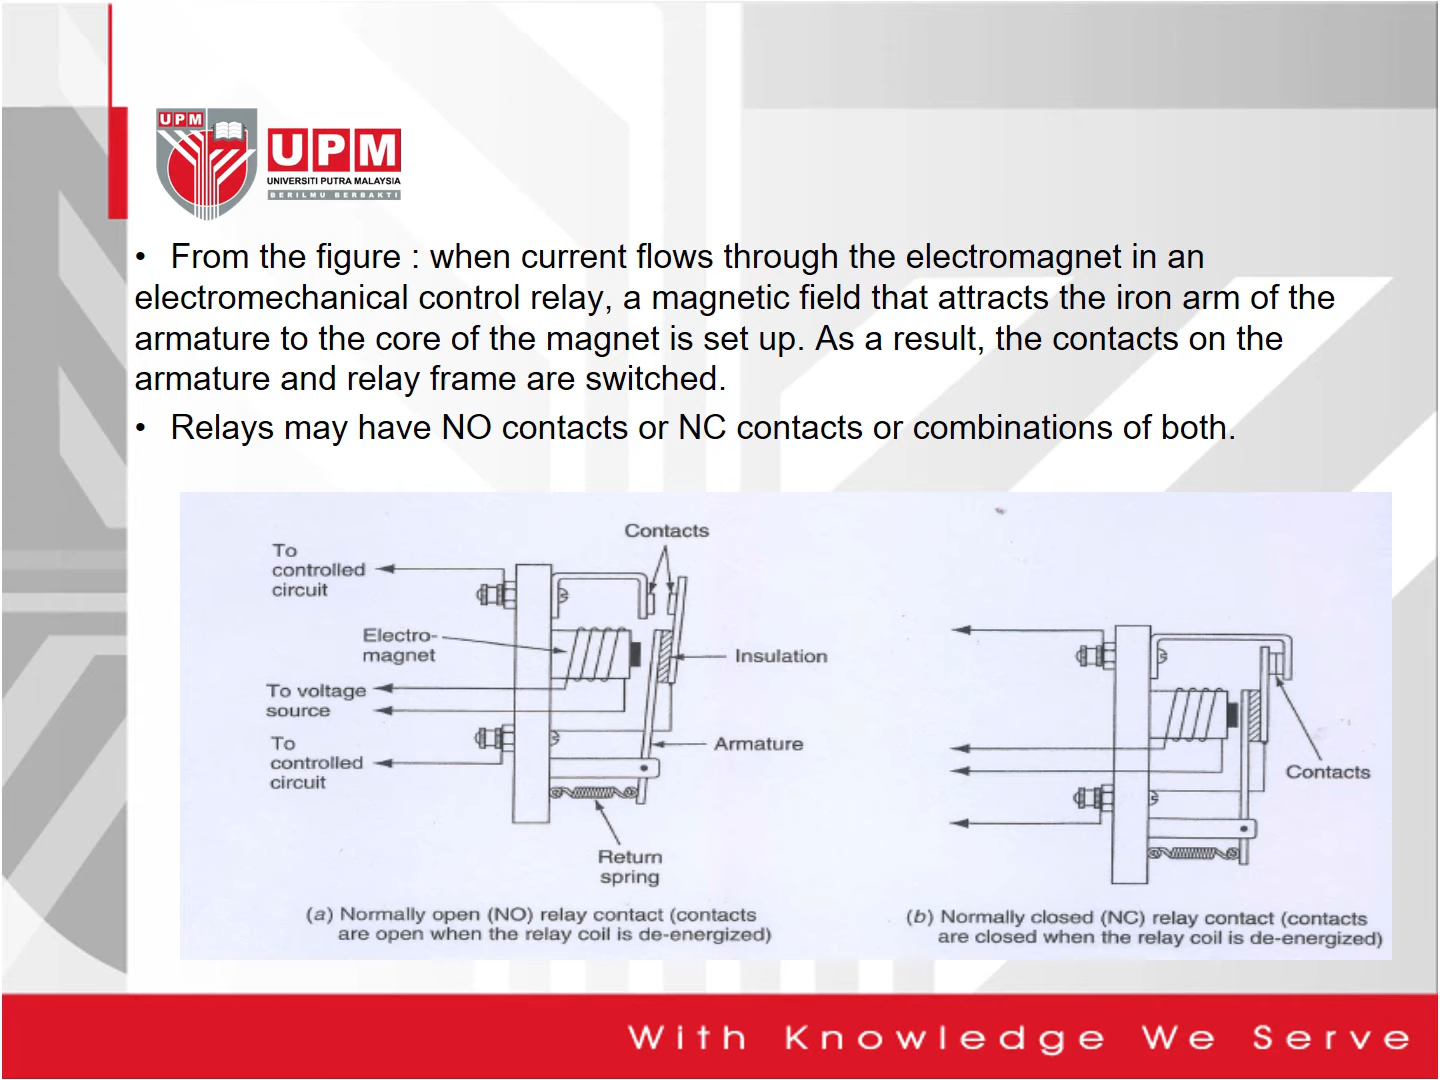 UPM
UPM
UNIVERSITI PUTRA MALAYSIA
BERILMU BERBAKTI
• From the figure : when current flows through the electromagnet in an
electromechanical control relay, a magnetic field that attracts the iron arm of the
armature to the core of the magnet is set up. As a result, the contacts on the
armature and relay frame are switched.
• Relays may have NO contacts or NC contacts or combinations of both.
Contacts
To
controlled
circuit
Electro-
magnet
Insulation
To voltage
source
To
controlled
circuit
Armature
Return
spring
(a) Normally open (NO) relay contact (contacts
are open when the relay coil is de-energized)
Contacts
(b) Normally closed (NC) relay contact (contacts
are closed when the relay coil is de-energized)
With Knowledge We Serve